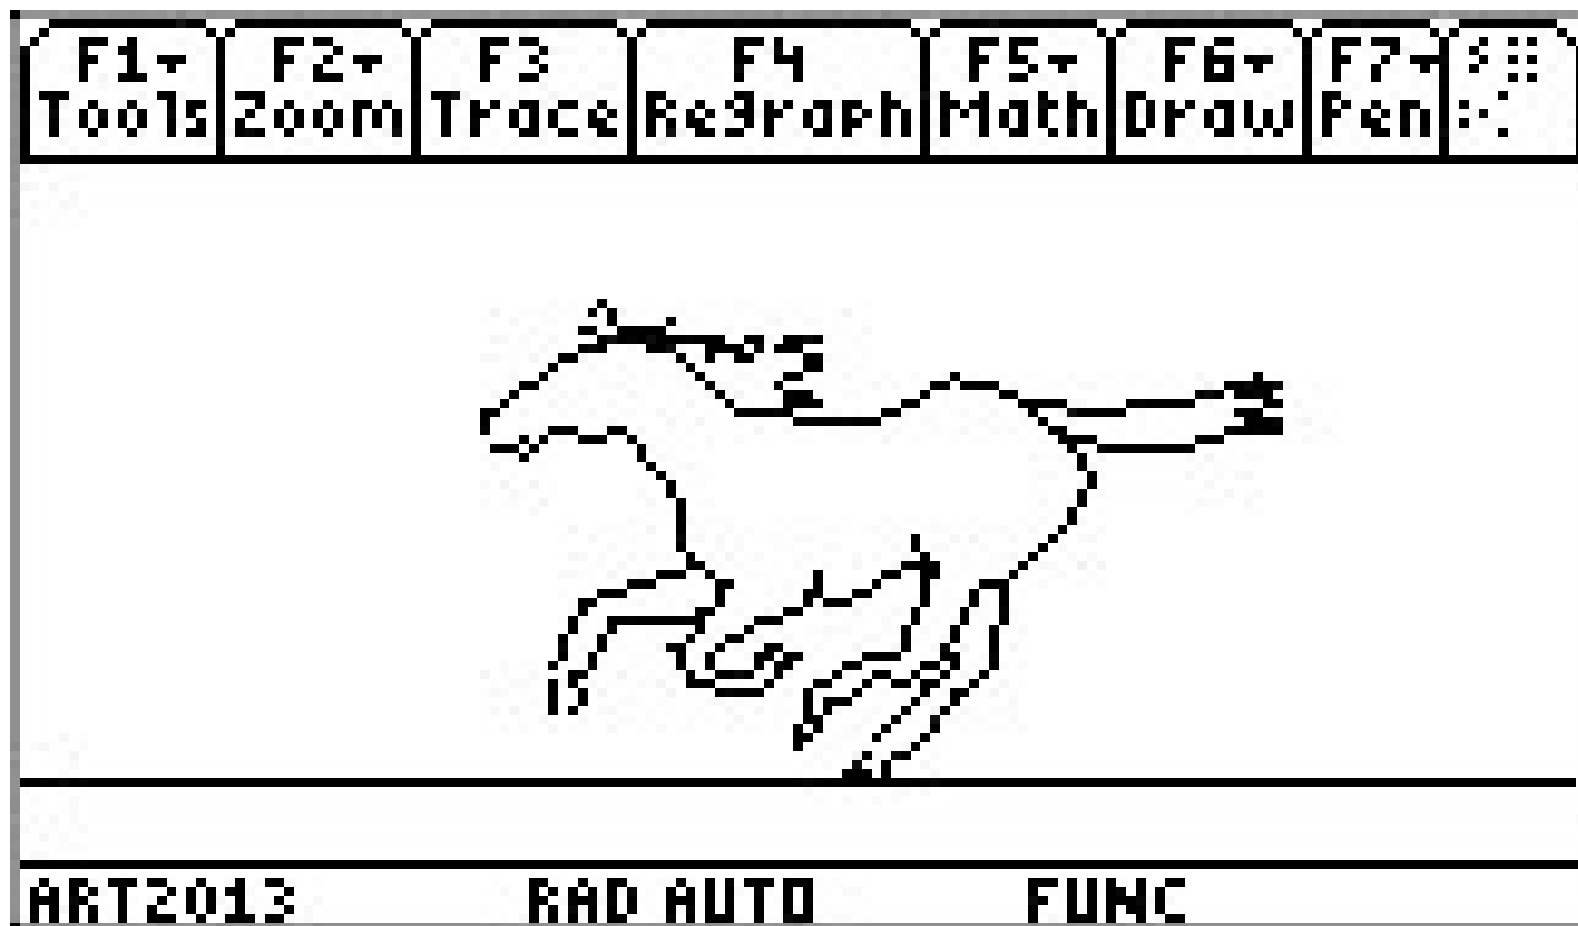 F1 F2 F3 F4 F5 F6 F7
Tools Zoom Trace ReGraph Math Draw Pen
ART2013 RAD AUTO FUNC